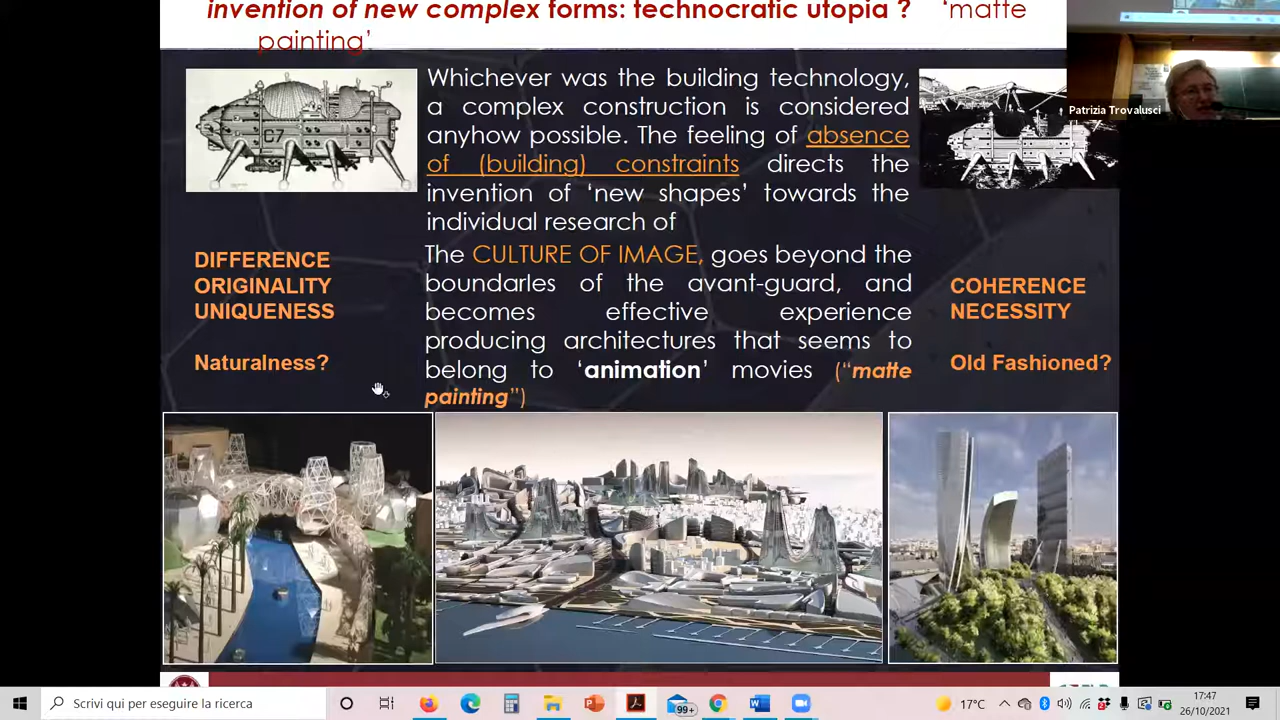 invention of new complex forms: technocratic utopia ? ‘matte
painting’
Patrizia Trovalusci
C7
Whichever was the building technology,
a complex construction is considered
anyhow possible. The feeling of absence
of (building) constraints directs the
invention of ‘new shapes’ towards the
individual research of
DIFFERENCE
ORIGINALITY
UNIQUENESS
Naturalness?
The CULTURE OF IMAGE, goes beyond the
boundarles of the avant-guard, and
becomes effective experience
producing architectures that seems to
belong to ‘animation’ movies (“matte
painting”)
COHERENCE
NECESSITY
Old Fashioned?
Scrivi qui per eseguire la ricerca
99+
17°C
17:47
26/10/2021